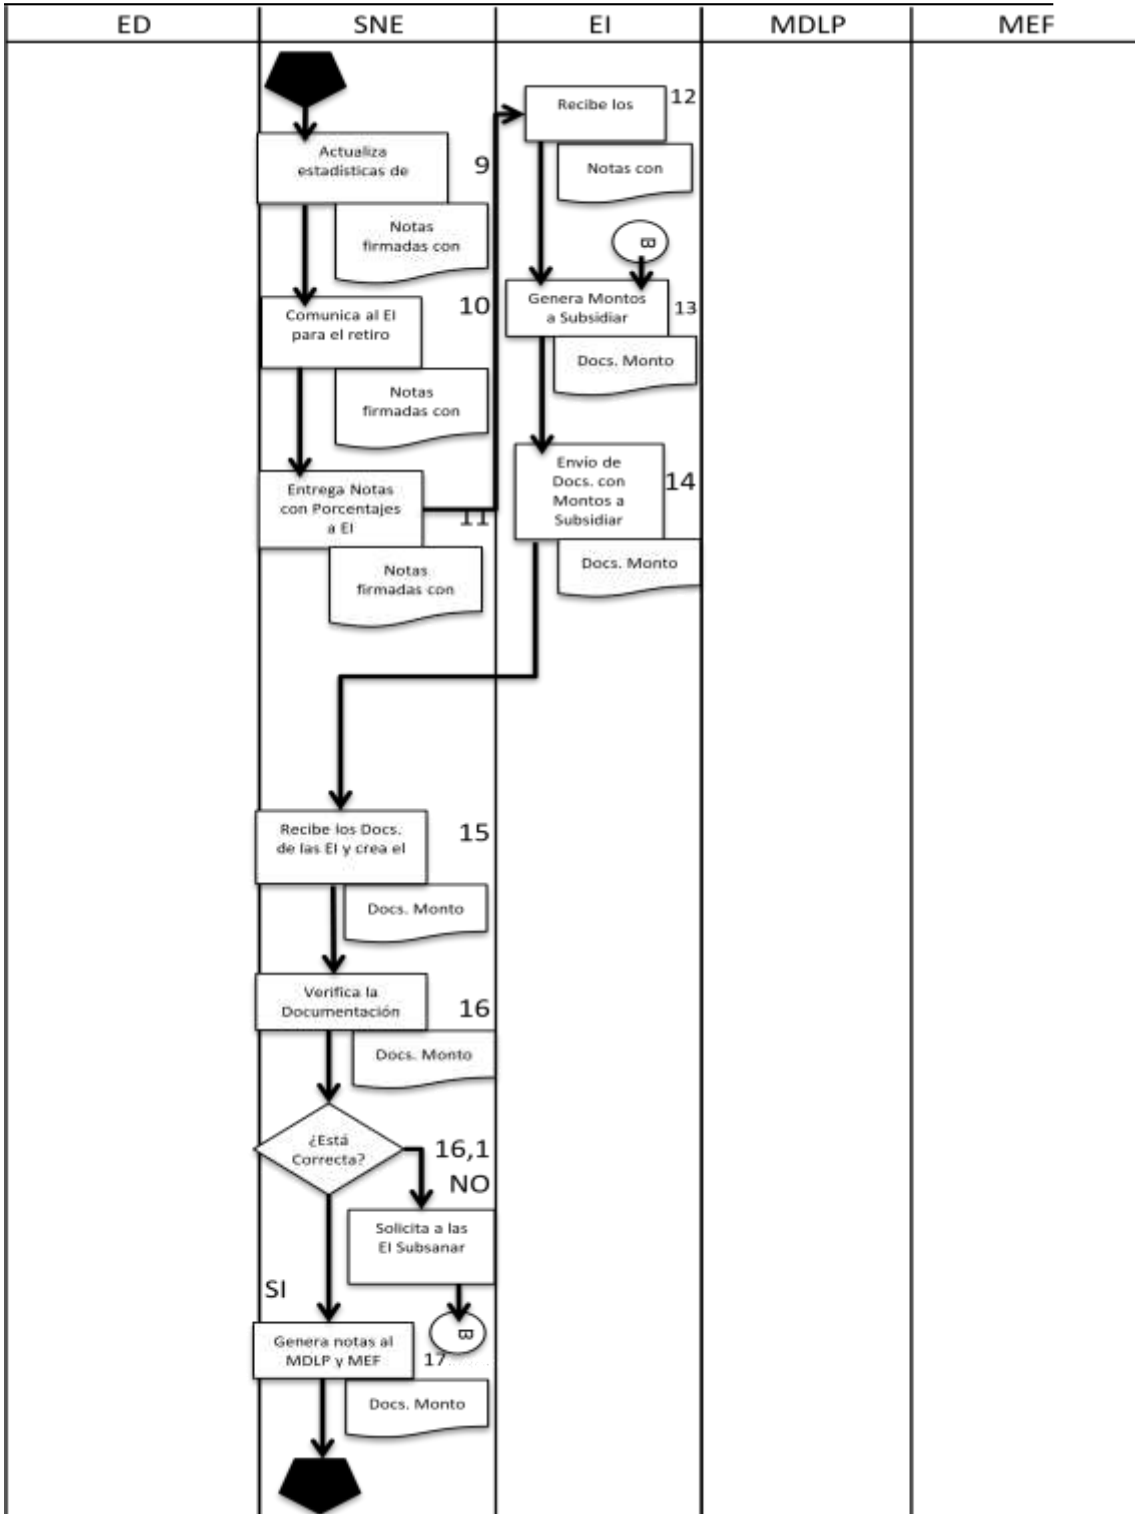 ED
SNE
EI
MDLP
MEF
Actualiza
estadísticas de
9
Notas
firmadas con
Comunica al EI
para el retiro
10
Notas
firmadas con
Entrega Notas
con Porcentajes
a EI
11
Notas
firmadas con
Recibe los
12
Notas con
B
Genera Montos
a Subsidiar
13
Docs. Monto
Envío de
Docs. con
Montos a
Subsidiar
14
Docs. Monto
Recibe los Docs.
de las EI y crea el
15
Docs. Monto
Verifica la
Documentación
16
Docs. Monto
¿Está
Correcta?
16,1
NO
Solicita a las
EI Subsanar
B
SI
Genera notas al
MDLP y MEF
17
Docs. Monto